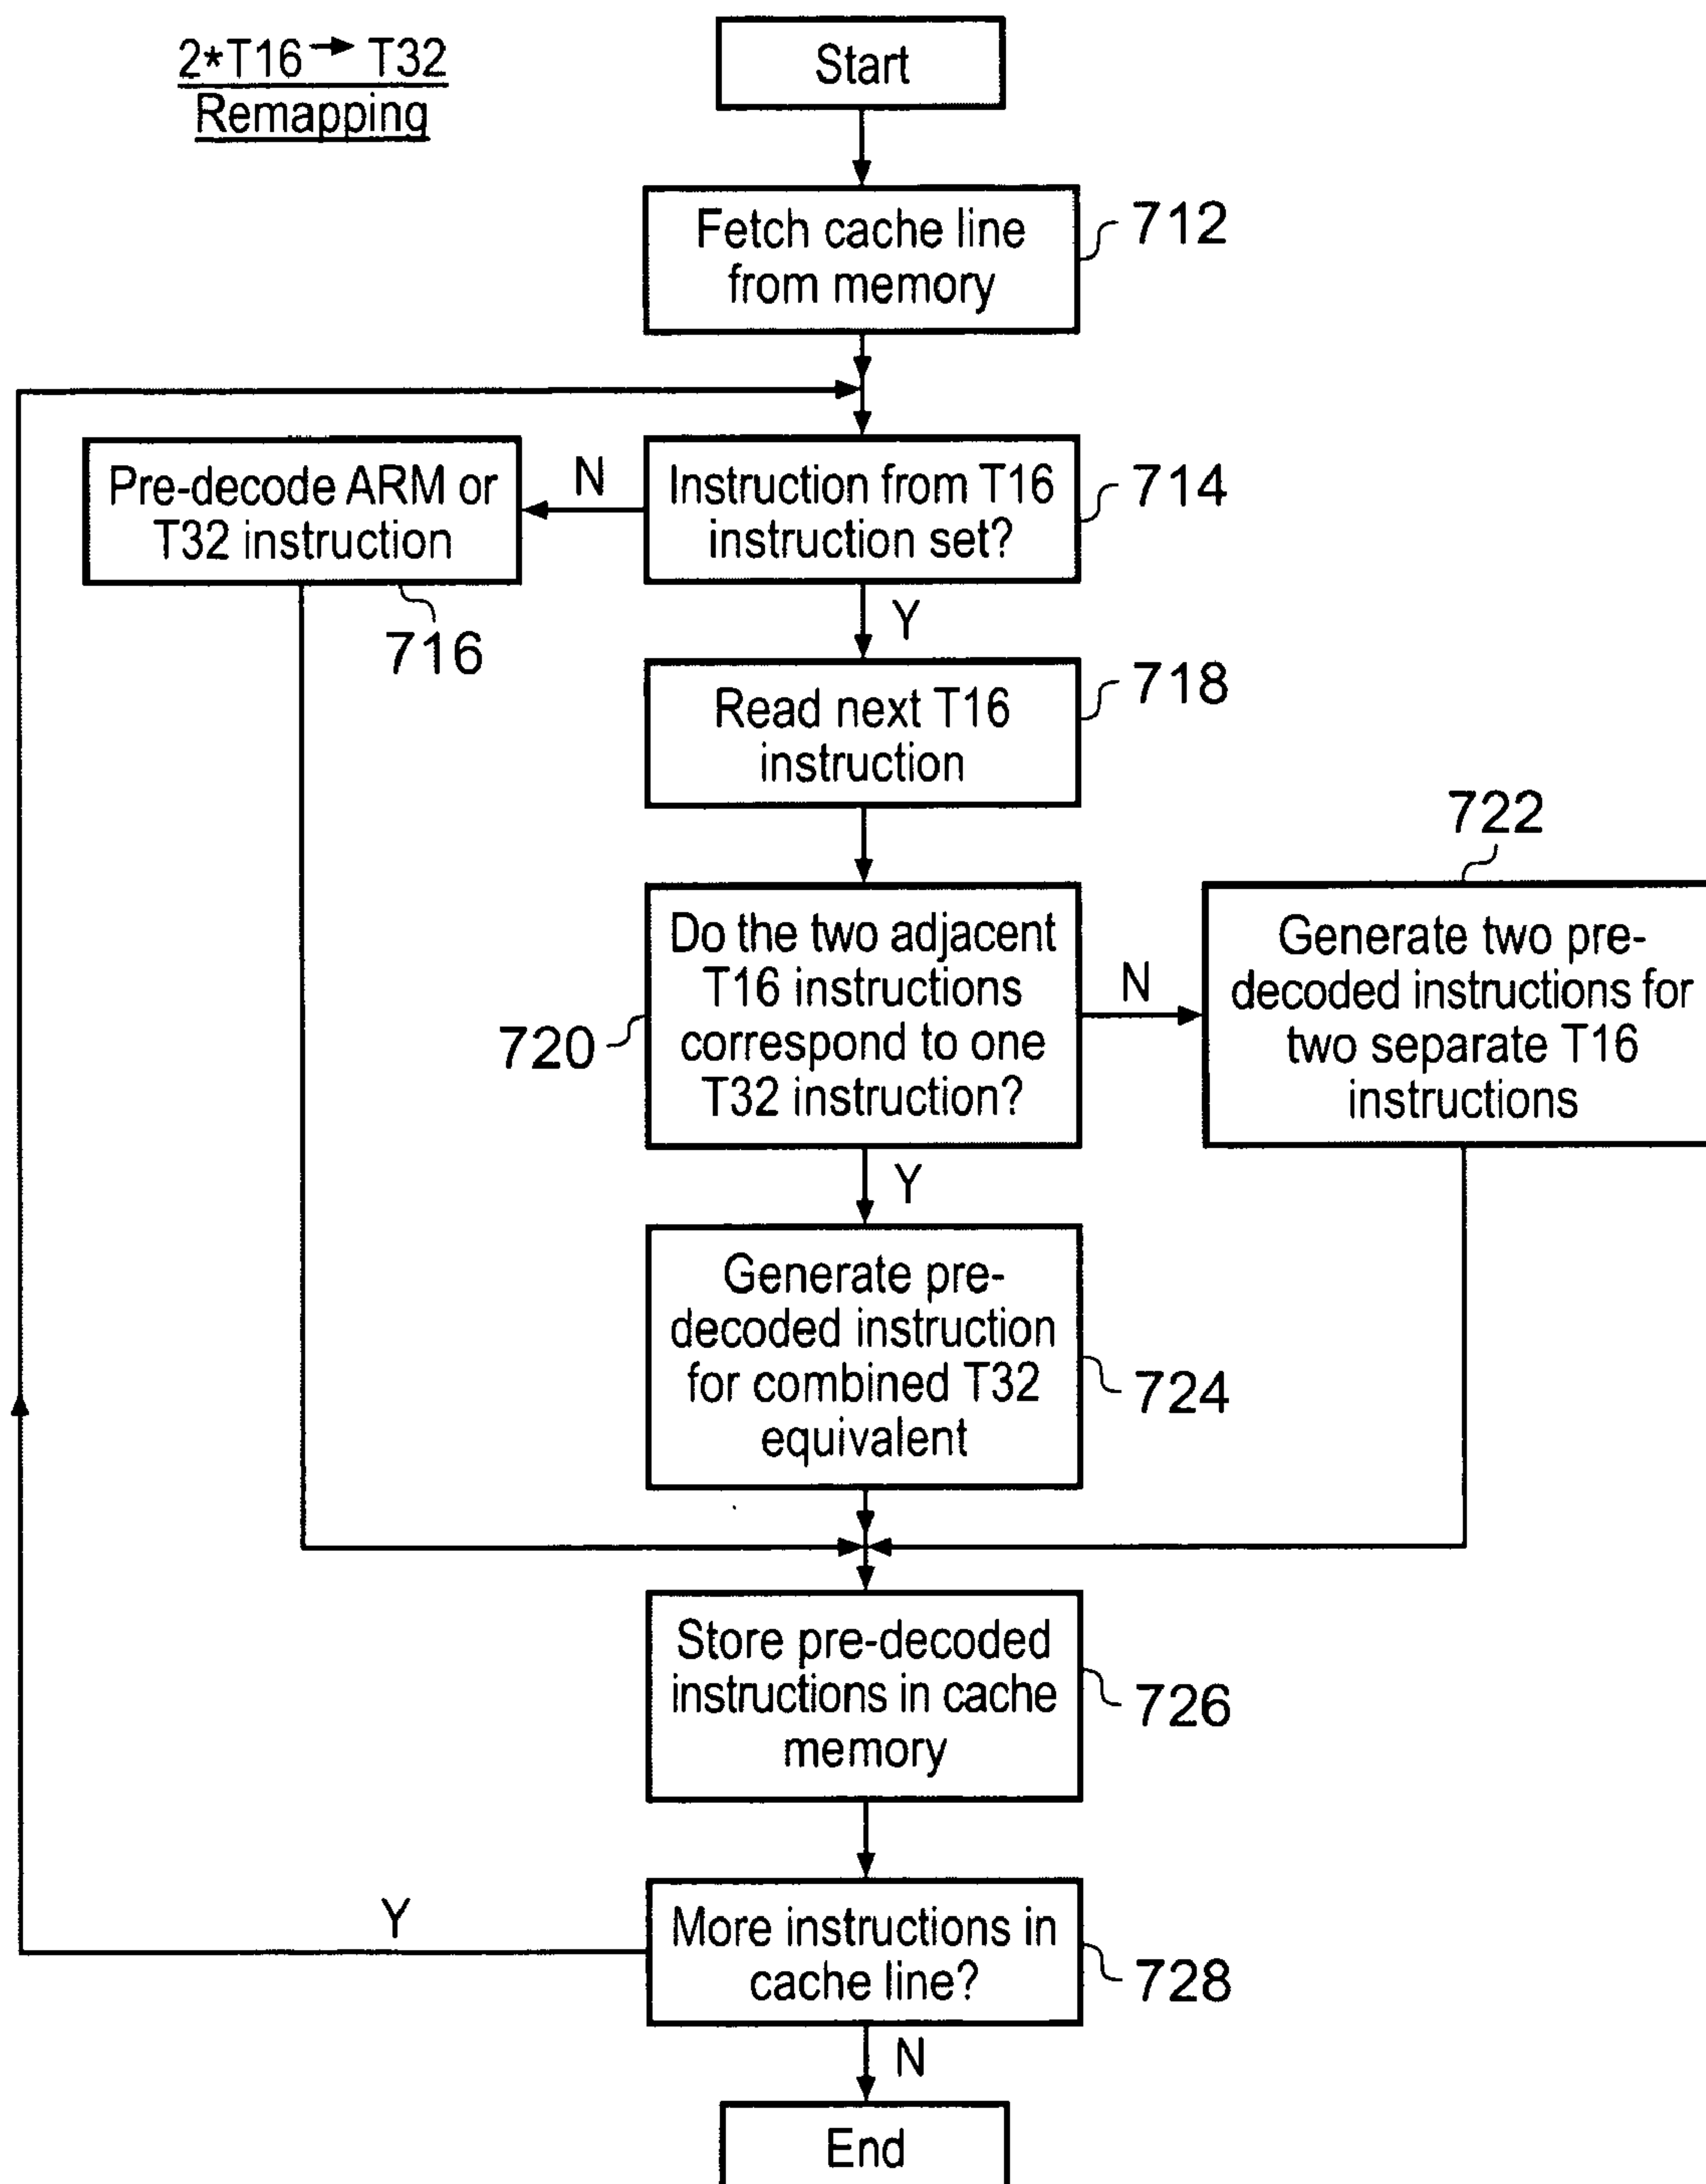 2*T16 → T32
Remapping
Start
Fetch cache line
from memory
712
Pre-decode ARM or
T32 instruction
716
N
Instruction from T16
instruction set?
714
Y
Read next T16
instruction
718
722
Do the two adjacent
T16 instructions
correspond to one
T32 instruction?
720
N
Generate two pre-
decoded instructions for
two separate T16
instructions
Y
Generate pre-
decoded instruction
for combined T32
equivalent
724
Store pre-decoded
instructions in cache
memory
726
Y
More instructions in
cache line?
728
N
End